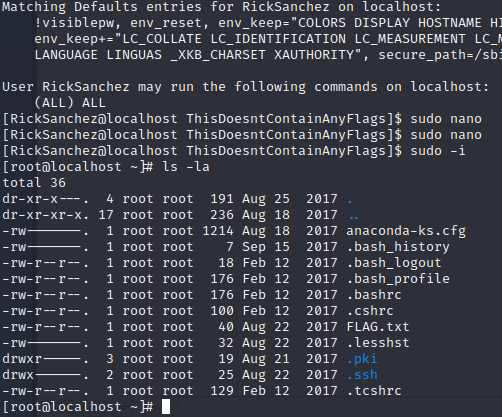 Matching Defaults entries for RickSanchez on localhost:
!visiblepw, env_reset, env_keep="COLORS DISPLAY HOSTNAME HI
env_keep+="LC_COLLATE LC_IDENTIFICATION LC_MEASUREMENT LC_M
LANGUAGE LINGUAS _XKB_CHARSET XAUTHORITY", secure_path=/sbi
User RickSanchez may run the following commands on localhost:
(ALL) ALL
[RickSanchez@localhost ThisDoesntContainAnyFlags]$ sudo nano
[RickSanchez@localhost ThisDoesntContainAnyFlags]$ sudo nano
[RickSanchez@localhost ThisDoesntContainAnyFlags]$ sudo -i
[root@localhost ~]# ls -la
total 36
dr-xr-x---. 4 root root 191 Aug 25 2017 .
dr-xr-xr-x. 17 root root 236 Aug 18 2017 ..
-rw-------. 1 root root 1214 Aug 18 2017 anaconda-ks.cfg
-rw-------. 1 root root 7 Sep 15 2017 .bash_history
-rw-r--r--. 1 root root 18 Feb 12 2017 .bash_logout
-rw-r--r--. 1 root root 176 Feb 12 2017 .bash_profile
-rw-r--r--. 1 root root 176 Feb 12 2017 .bashrc
-rw-r--r--. 1 root root 100 Feb 12 2017 .cshrc
-rw-r--r--. 1 root root 40 Aug 22 2017 FLAG.txt
-rw-------. 1 root root 32 Aug 22 2017 .lesshst
drwxr-----. 3 root root 19 Aug 21 2017 .pki
drwx------. 2 root root 25 Aug 22 2017 .ssh
-rw-r--r--. 1 root root 129 Feb 12 2017 .tcshrc
[root@localhost ~]#